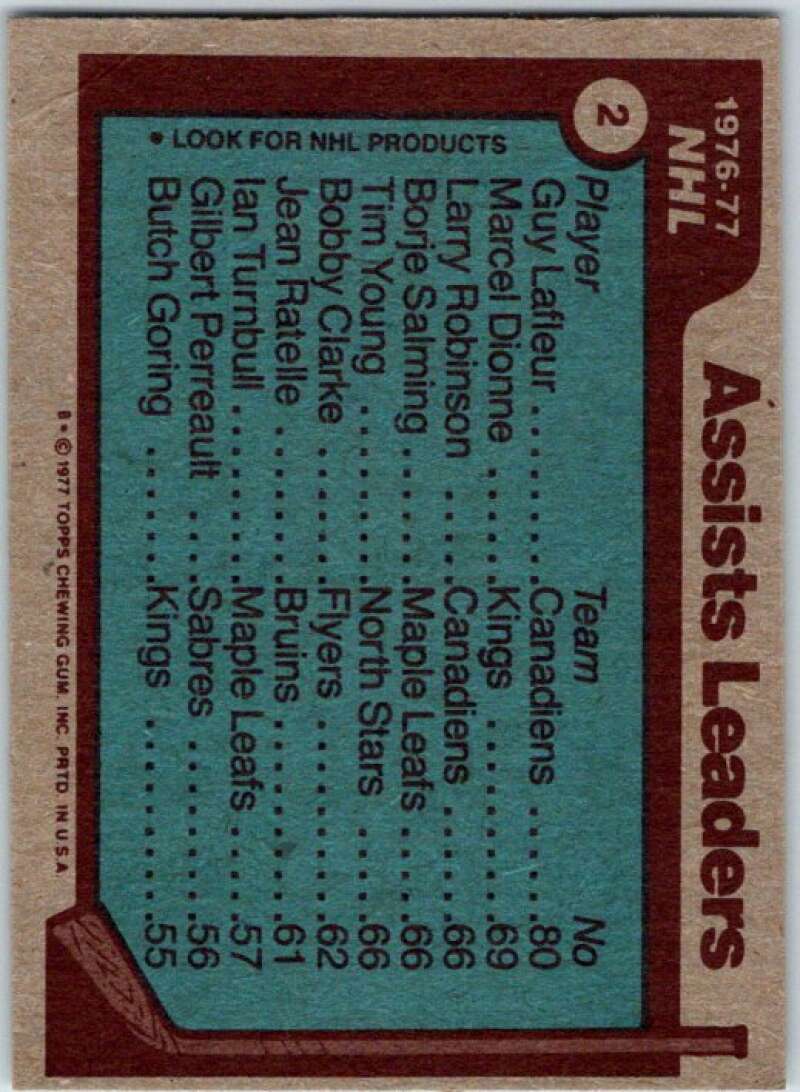 1976-77
NHL
Assists Leaders
2
Player Team No
Guy Lafleur ........ Canadiens .....80
Marcel Dionne ......Kings .........69
Larry Robinson ....Canadiens .....66
Borje Salming ......Maple Leafs ....66
Tim Young ........North Stars ....66
Bobby Clarke ......Flyers ........62
Jean Ratelle .......Bruins .........61
Ian Turnbull ........Maple Leafs ....57
Gilbert Perreault ....Sabres ........56
Butch Goring ......Kings .........55
• LOOK FOR NHL PRODUCTS
B • © 1977 TOPPS CHEWING GUM. INC. PRTD. IN U.S.A.